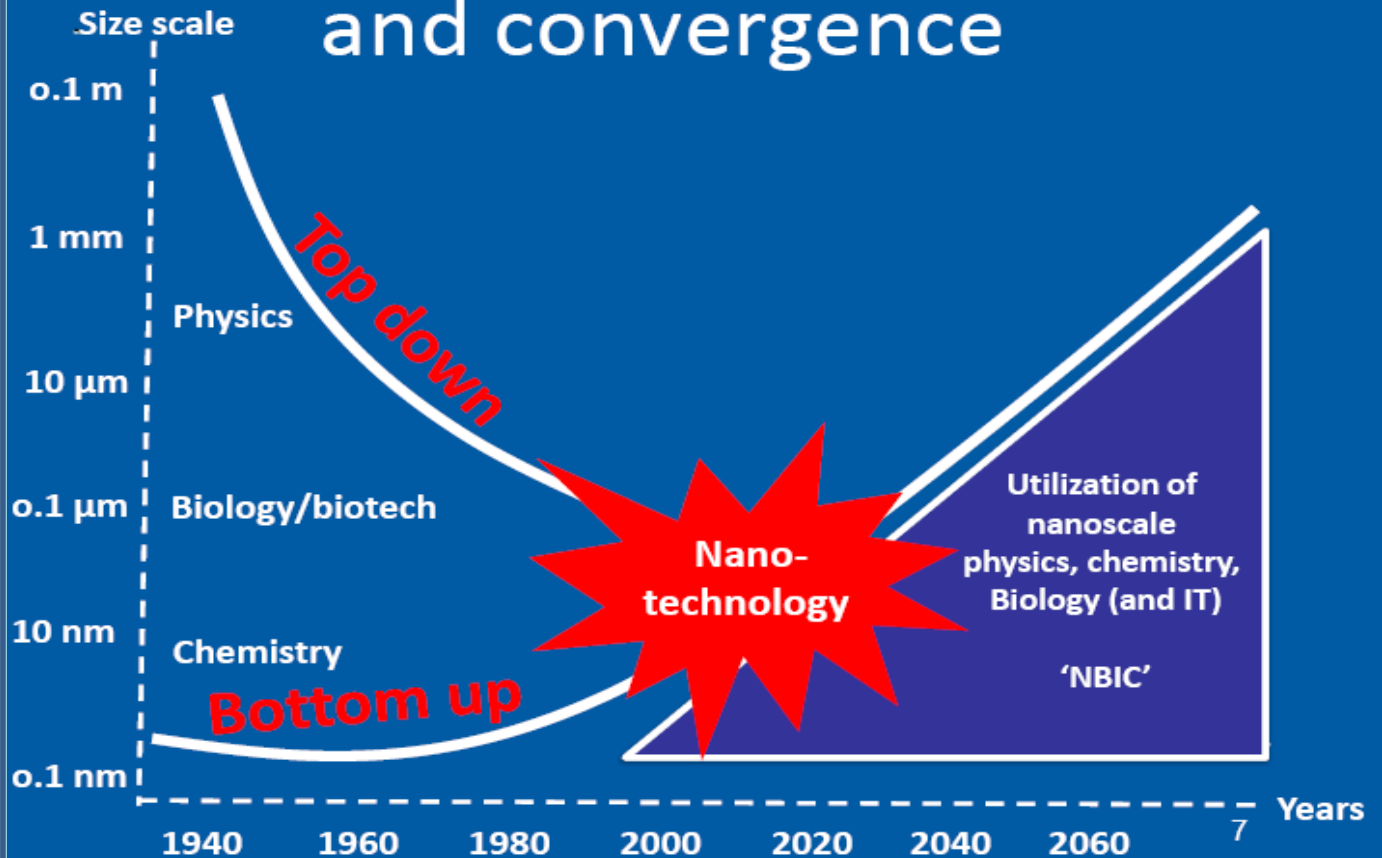 and convergence
Size scale
o.1 m
1 mm
10 µm
o.1 µm
10 nm
o.1 nm
Physics
Top down
Biology/biotech
Chemistry
Bottom up
Nano-
technology
Utilization of
nanoscale
physics, chemistry,
Biology (and IT)
‘NBIC’
Years
1940 1960 1980 2000 2020 2040 2060
7